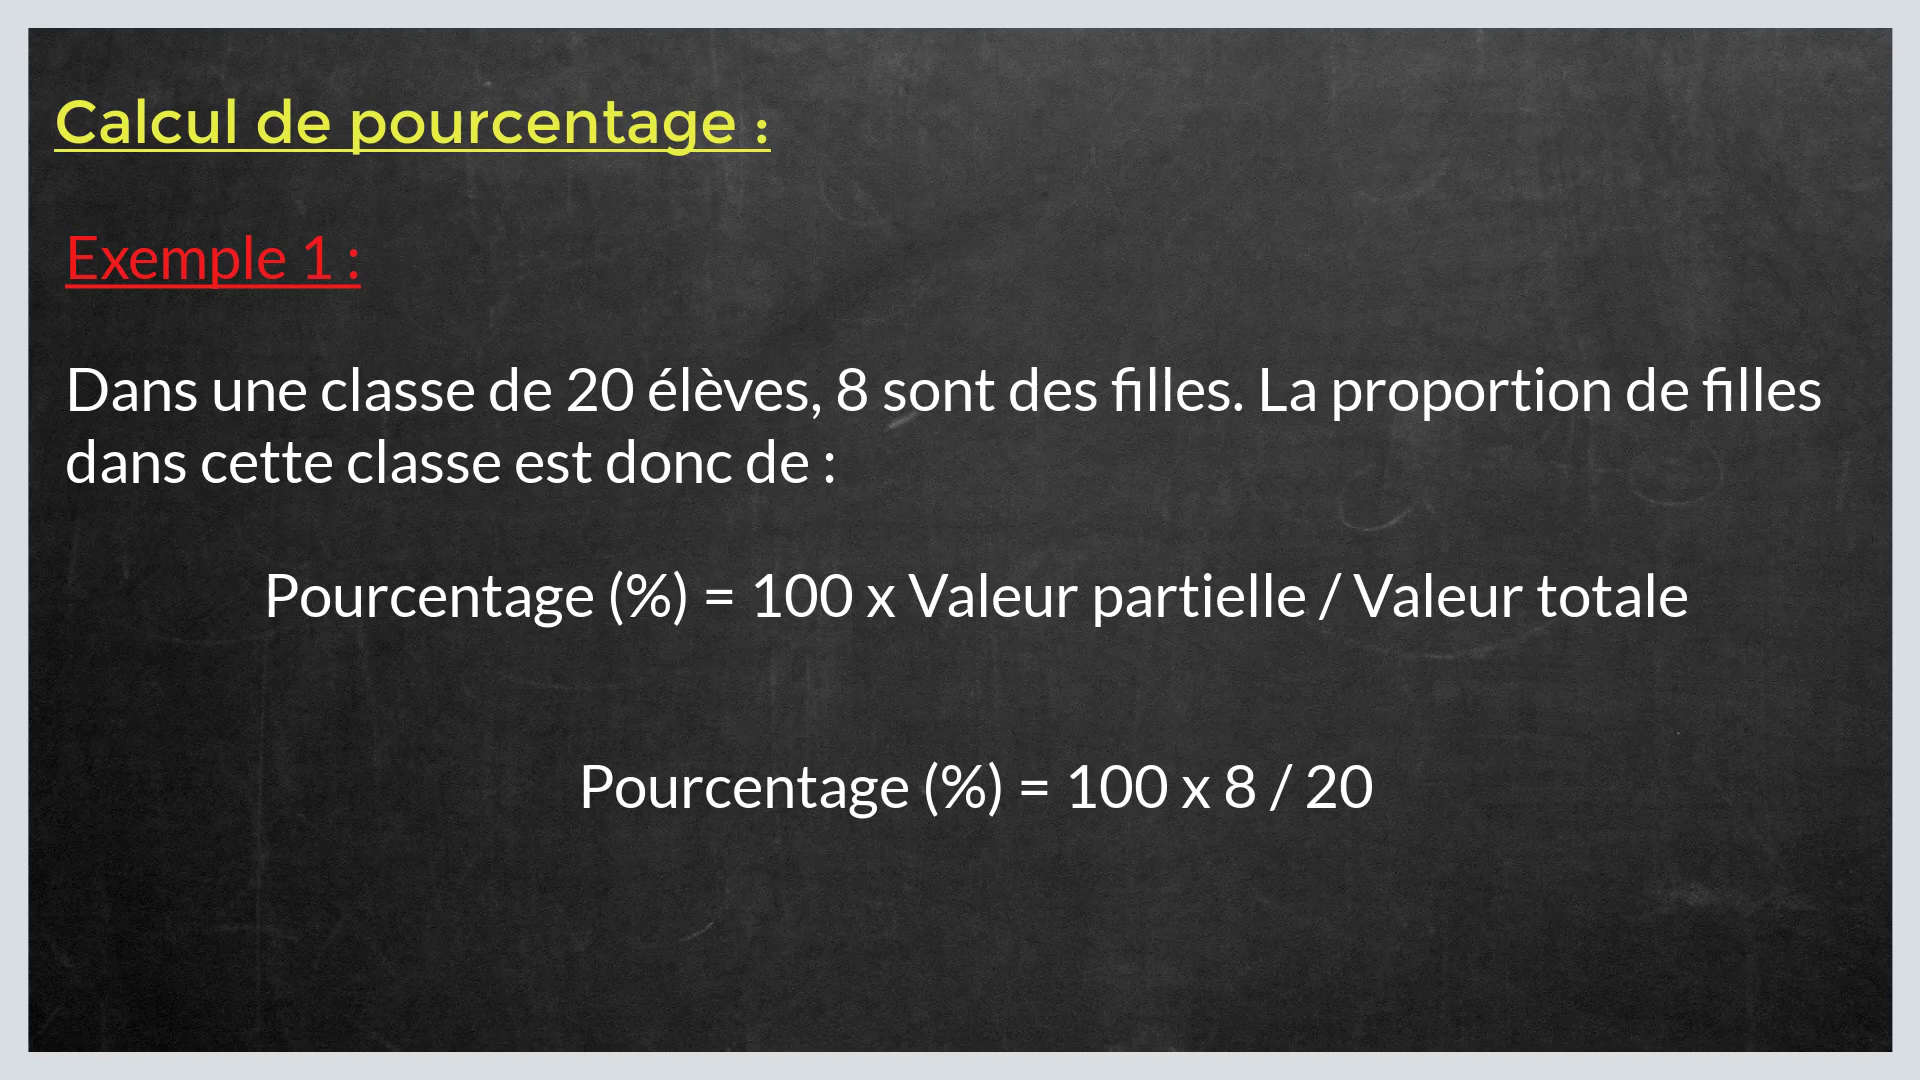 Calcul de pourcentage :
Exemple 1 :
Dans une classe de 20 élèves, 8 sont des filles. La proportion de filles
dans cette classe est donc de :
Pourcentage (%) = 100 x Valeur partielle / Valeur totale
Pourcentage (%) = 100 x 8 / 20